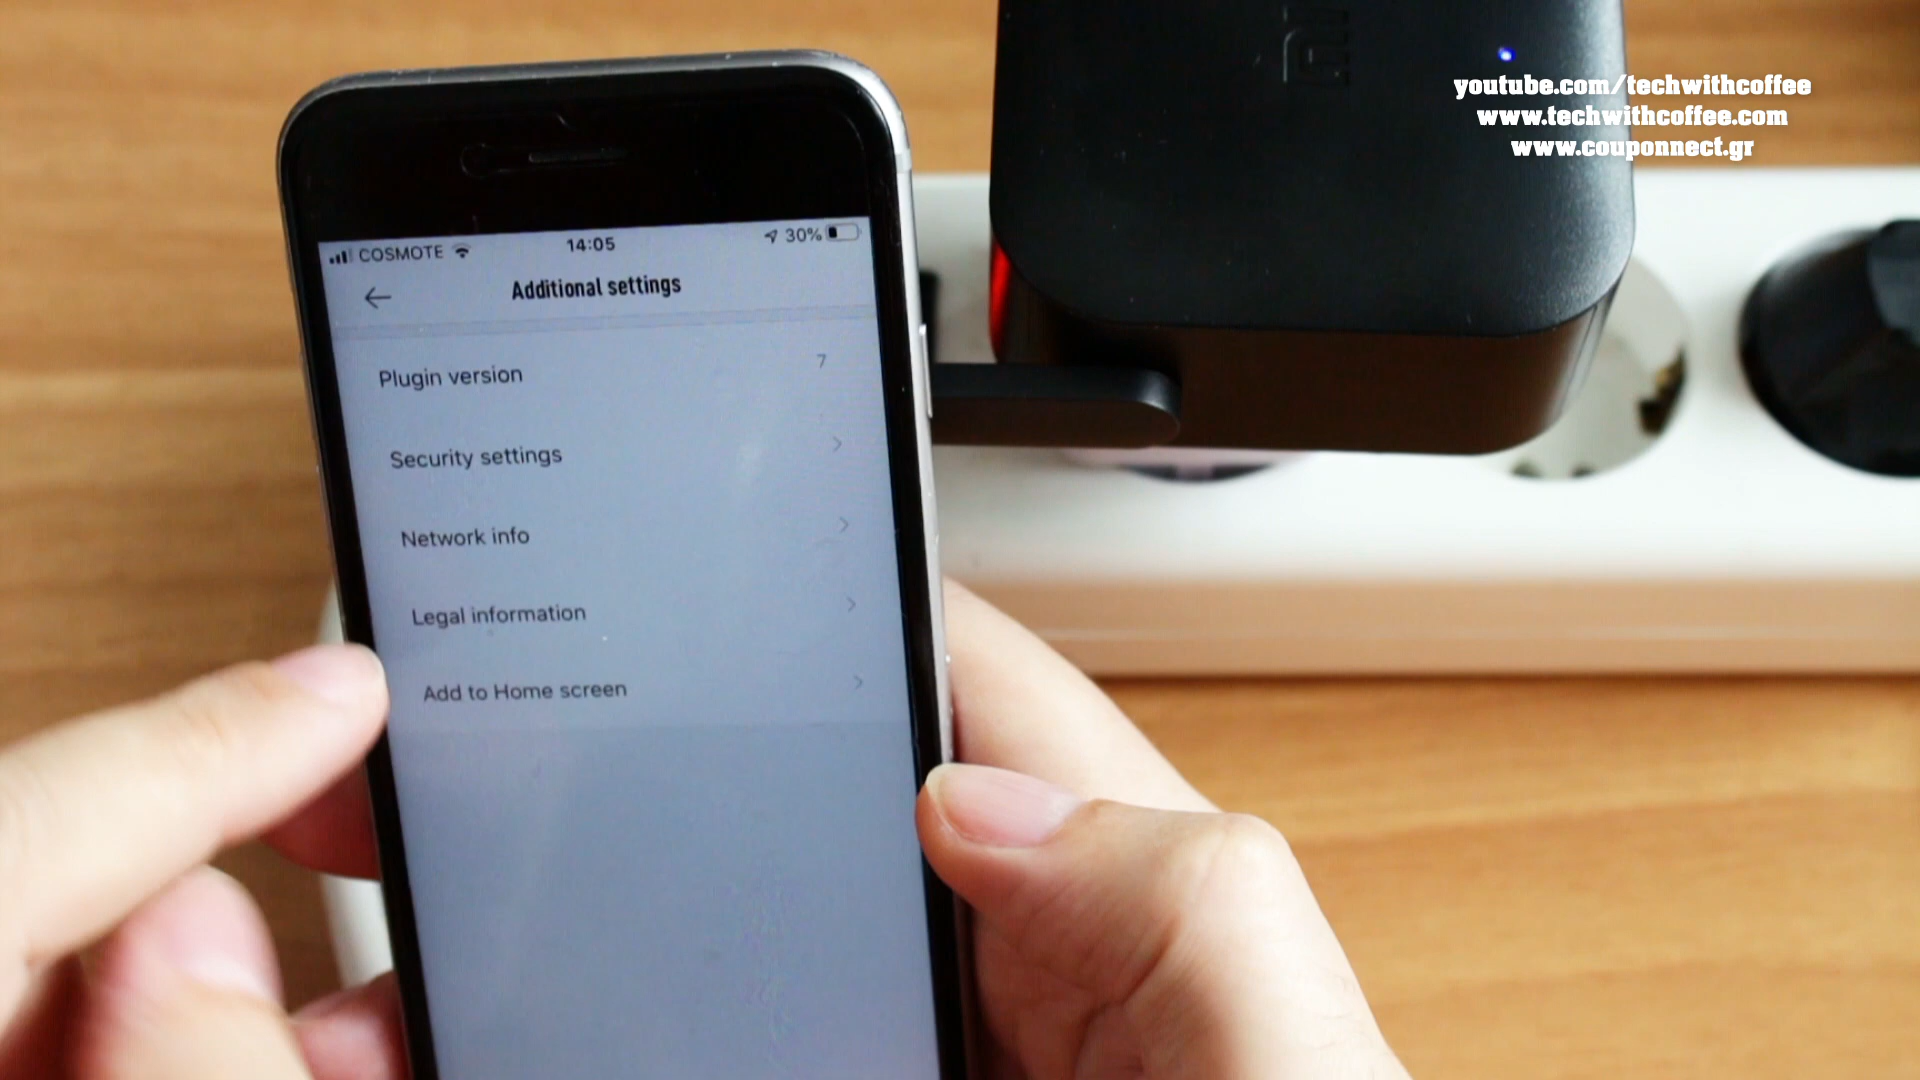 youtube.com/techwithcoffee
www.techwithcoffee.com
www.couponnect.gr
COSMOTE 14:05 30%
Additional settings
Plugin version 7
Security settings
Network info
Legal information
Add to Home screen